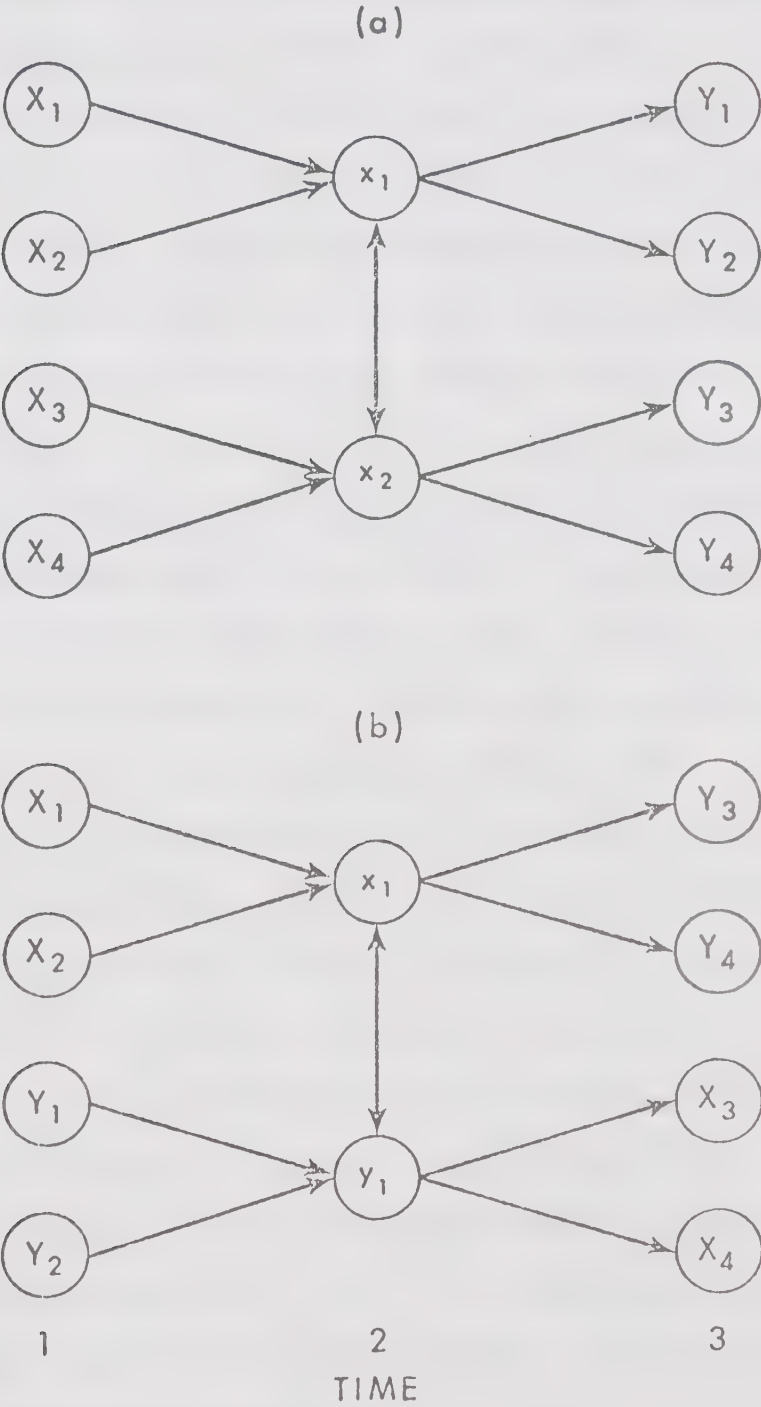 (a)
X1 Y1
x1
X2 Y2
X3 Y3
x2
X4 Y4
(b)
X1 Y3
x1
X2 Y4
Y1 X3
y1
Y2 X4
1 2 3
TIME